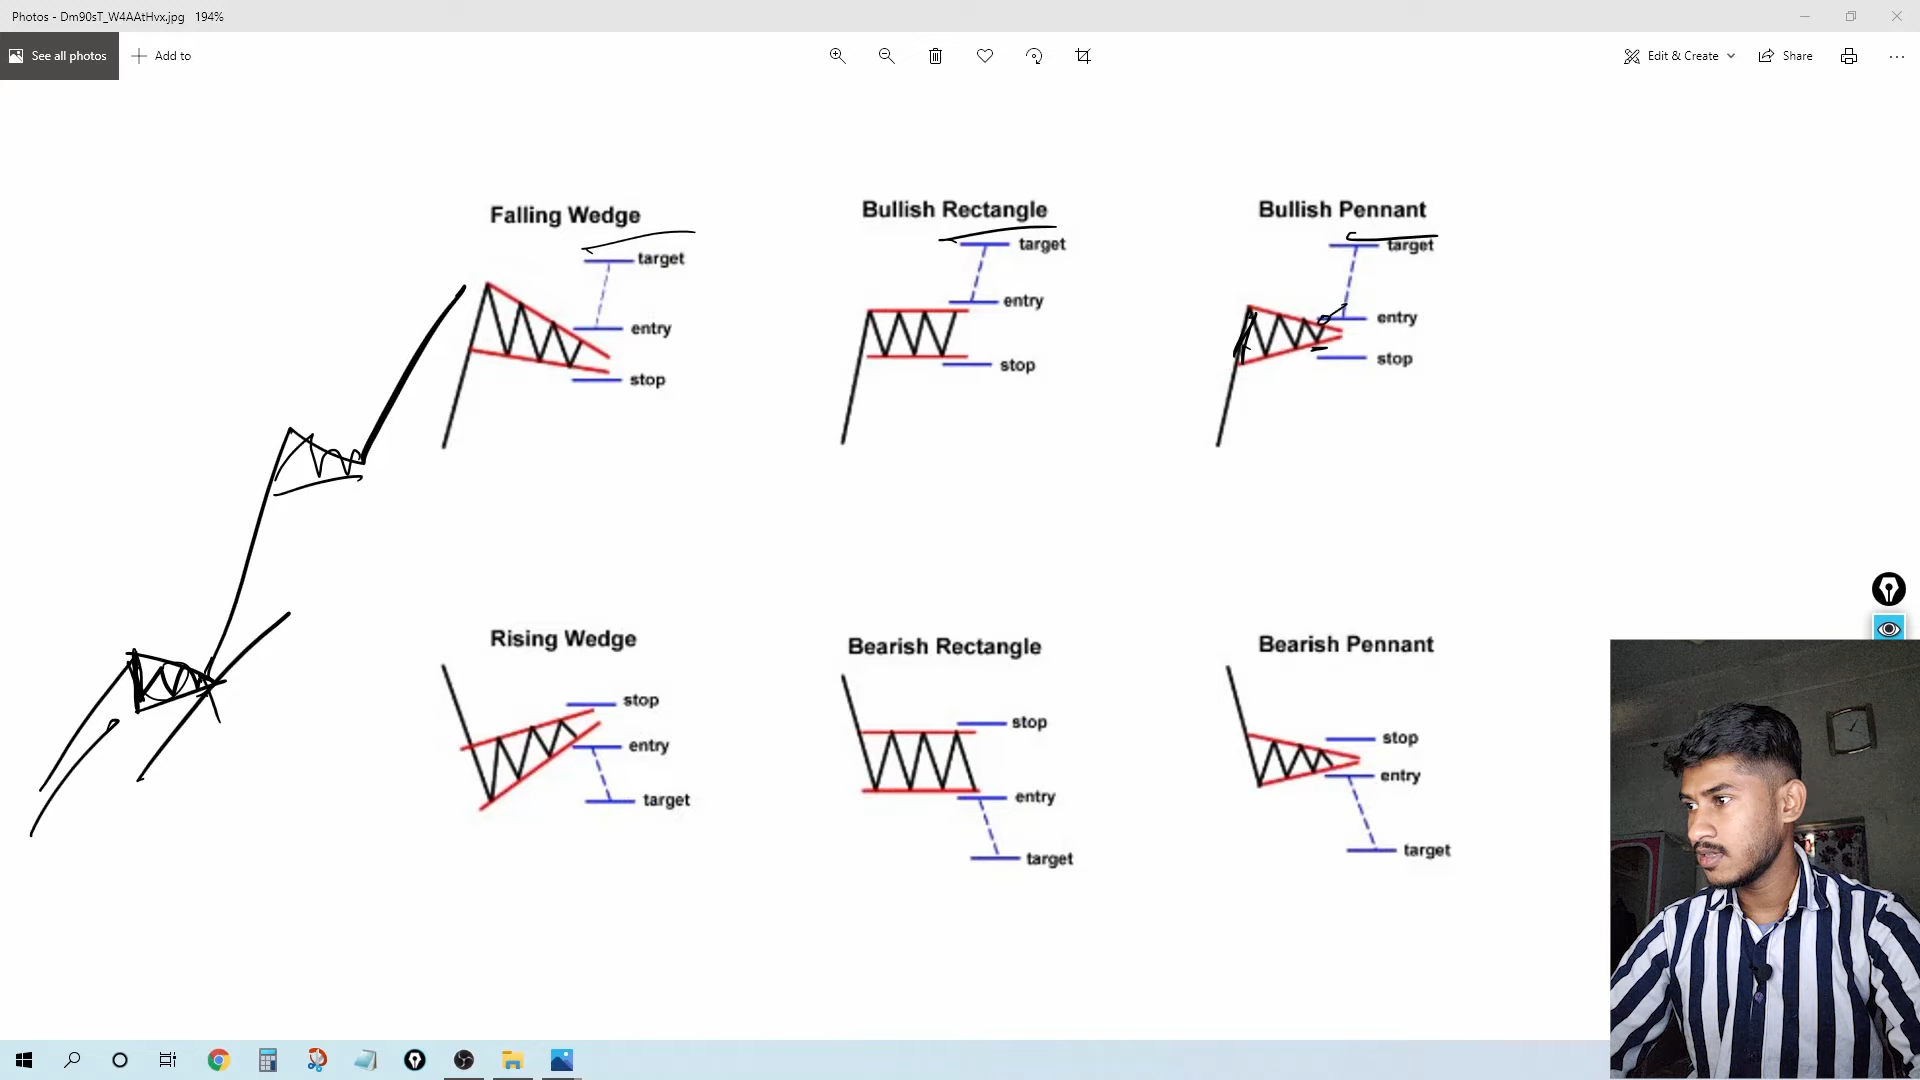 Photos - Dm90sT_W4AAtHvx.jpg 194%
See all photos
Add to
Edit & Create
Share
Falling Wedge
target
entry
stop
Bullish Rectangle
target
entry
stop
Bullish Pennant
target
entry
stop
Rising Wedge
stop
entry
target
Bearish Rectangle
stop
entry
target
Bearish Pennant
stop
entry
target